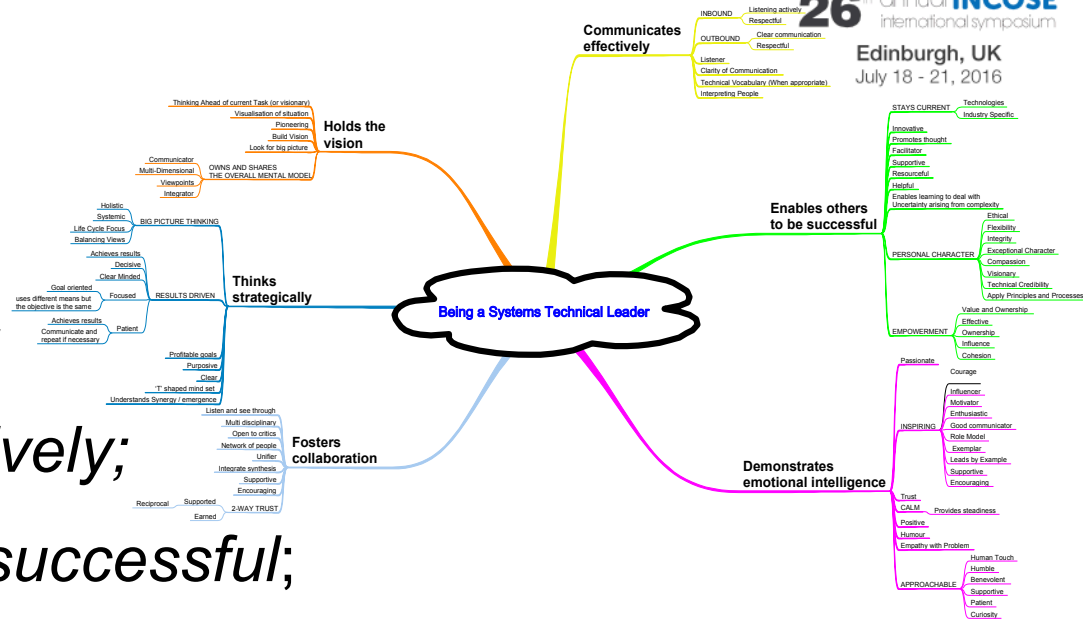 26th annual INCOSE
international symposium
Edinburgh, UK
July 18 - 21, 2016
Being a Systems Technical Leader
Communicates
effectively
INBOUND
Listening actively
Respectful
OUTBOUND
Clear communication
Respectful
Listener
Clarity of Communication
Technical Vocabulary (When appropriate)
Interpreting People
Enables others
to be successful
STAYS CURRENT
Technologies
Industry Specific
Innovative
Promotes thought
Facilitator
Supportive
Resourceful
Helpful
Enables learning to deal with
Uncertainty arising from complexity
PERSONAL CHARACTER
Ethical
Flexibility
Integrity
Exceptional Character
Compassion
Visionary
Technical Credibility
Apply Principles and Processes
EMPOWERMENT
Value and Ownership
Effective
Ownership
Influence
Cohesion
Demonstrates
emotional intelligence
Passionate
INSPIRING
Courage
Influencer
Motivator
Enthusiastic
Good communicator
Role Model
Exemplar
Leads by Example
Supportive
Encouraging
Trust
CALM
Provides steadiness
Positive
Humour
Empathy with Problem
APPROACHABLE
Human Touch
Humble
Benevolent
Supportive
Patient
Curiosity
Holds the
vision
Thinking Ahead of current Task (or visionary)
Visualisation of situation
Pioneering
Build Vision
Look for big picture
OWNS AND SHARES
THE OVERALL MENTAL MODEL
Communicator
Multi-Dimensional
Viewpoints
Integrator
Thinks
strategically
BIG PICTURE THINKING
Holistic
Systemic
Life Cycle Focus
Balancing Views
RESULTS DRIVEN
Achieves results
Decisive
Clear Minded
Focused
Goal oriented
uses different means but
the objective is the same
Patient
Achieves results
Communicate and
repeat if necessary
Profitable goals
Purposive
Clear
'T' shaped mind set
Understands Synergy / emergence
Fosters
collaboration
Listen and see through
Multi disciplinary
Open to critics
Network of people
Unifier
Integrate synthesis
Supportive
Encouraging
2-WAY TRUST
Supported
Reciprocal
Earned
ively;
successful;